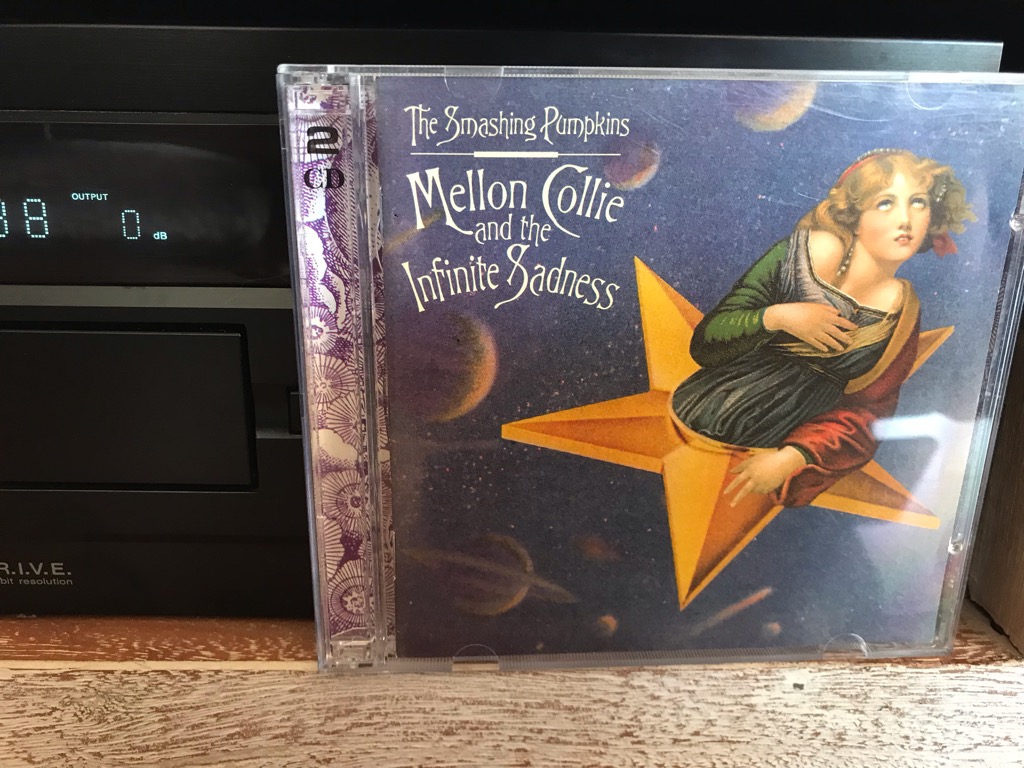 The Smashing Pumpkins
Mellon Collie
and the
Infinite Sadness
2
CD
OUTPUT
0 dB
R.I.V.E.
bit resolution